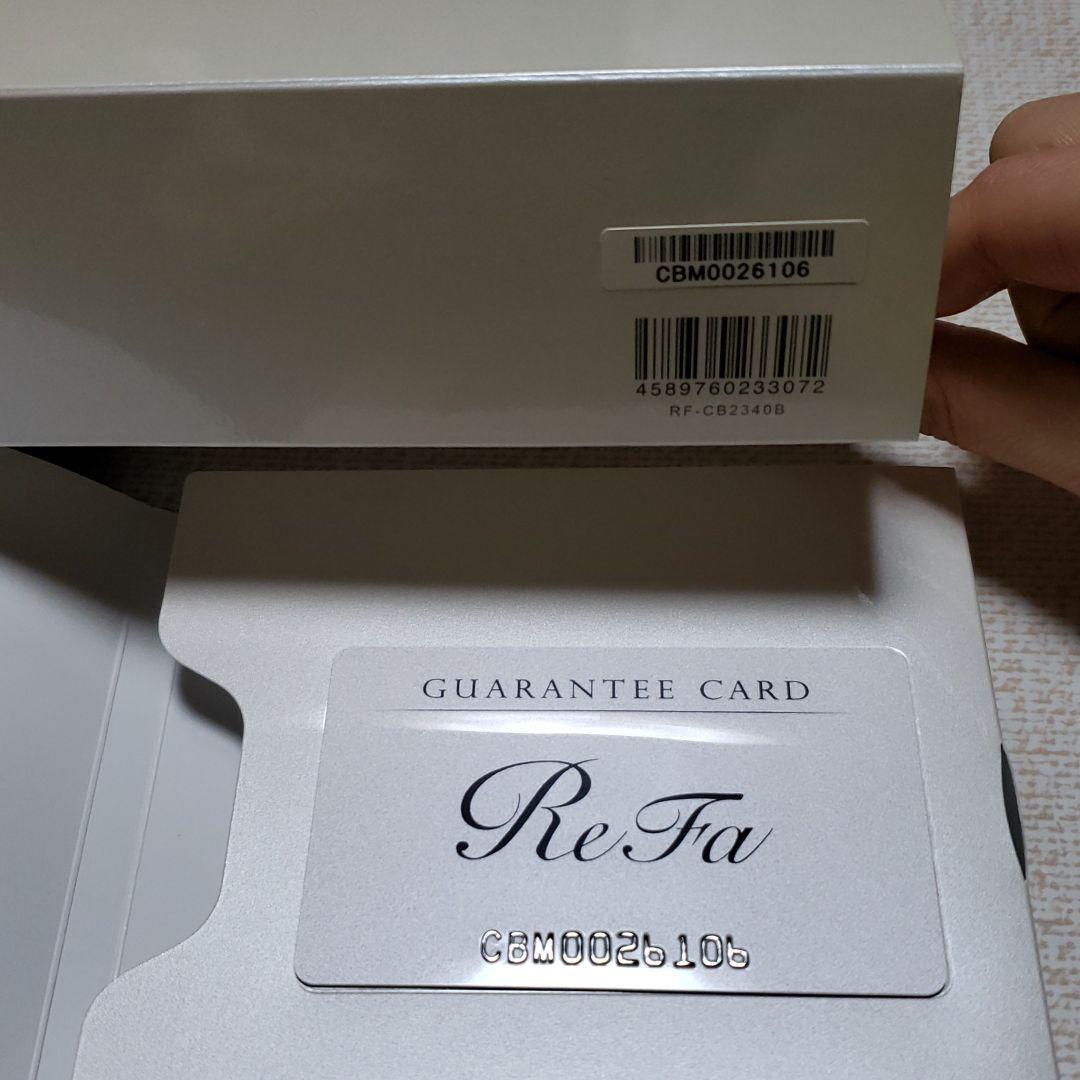 CBM0026106
4589760233072
RF-CB2340B
GUARANTEE CARD
ReFa
CBM0026106